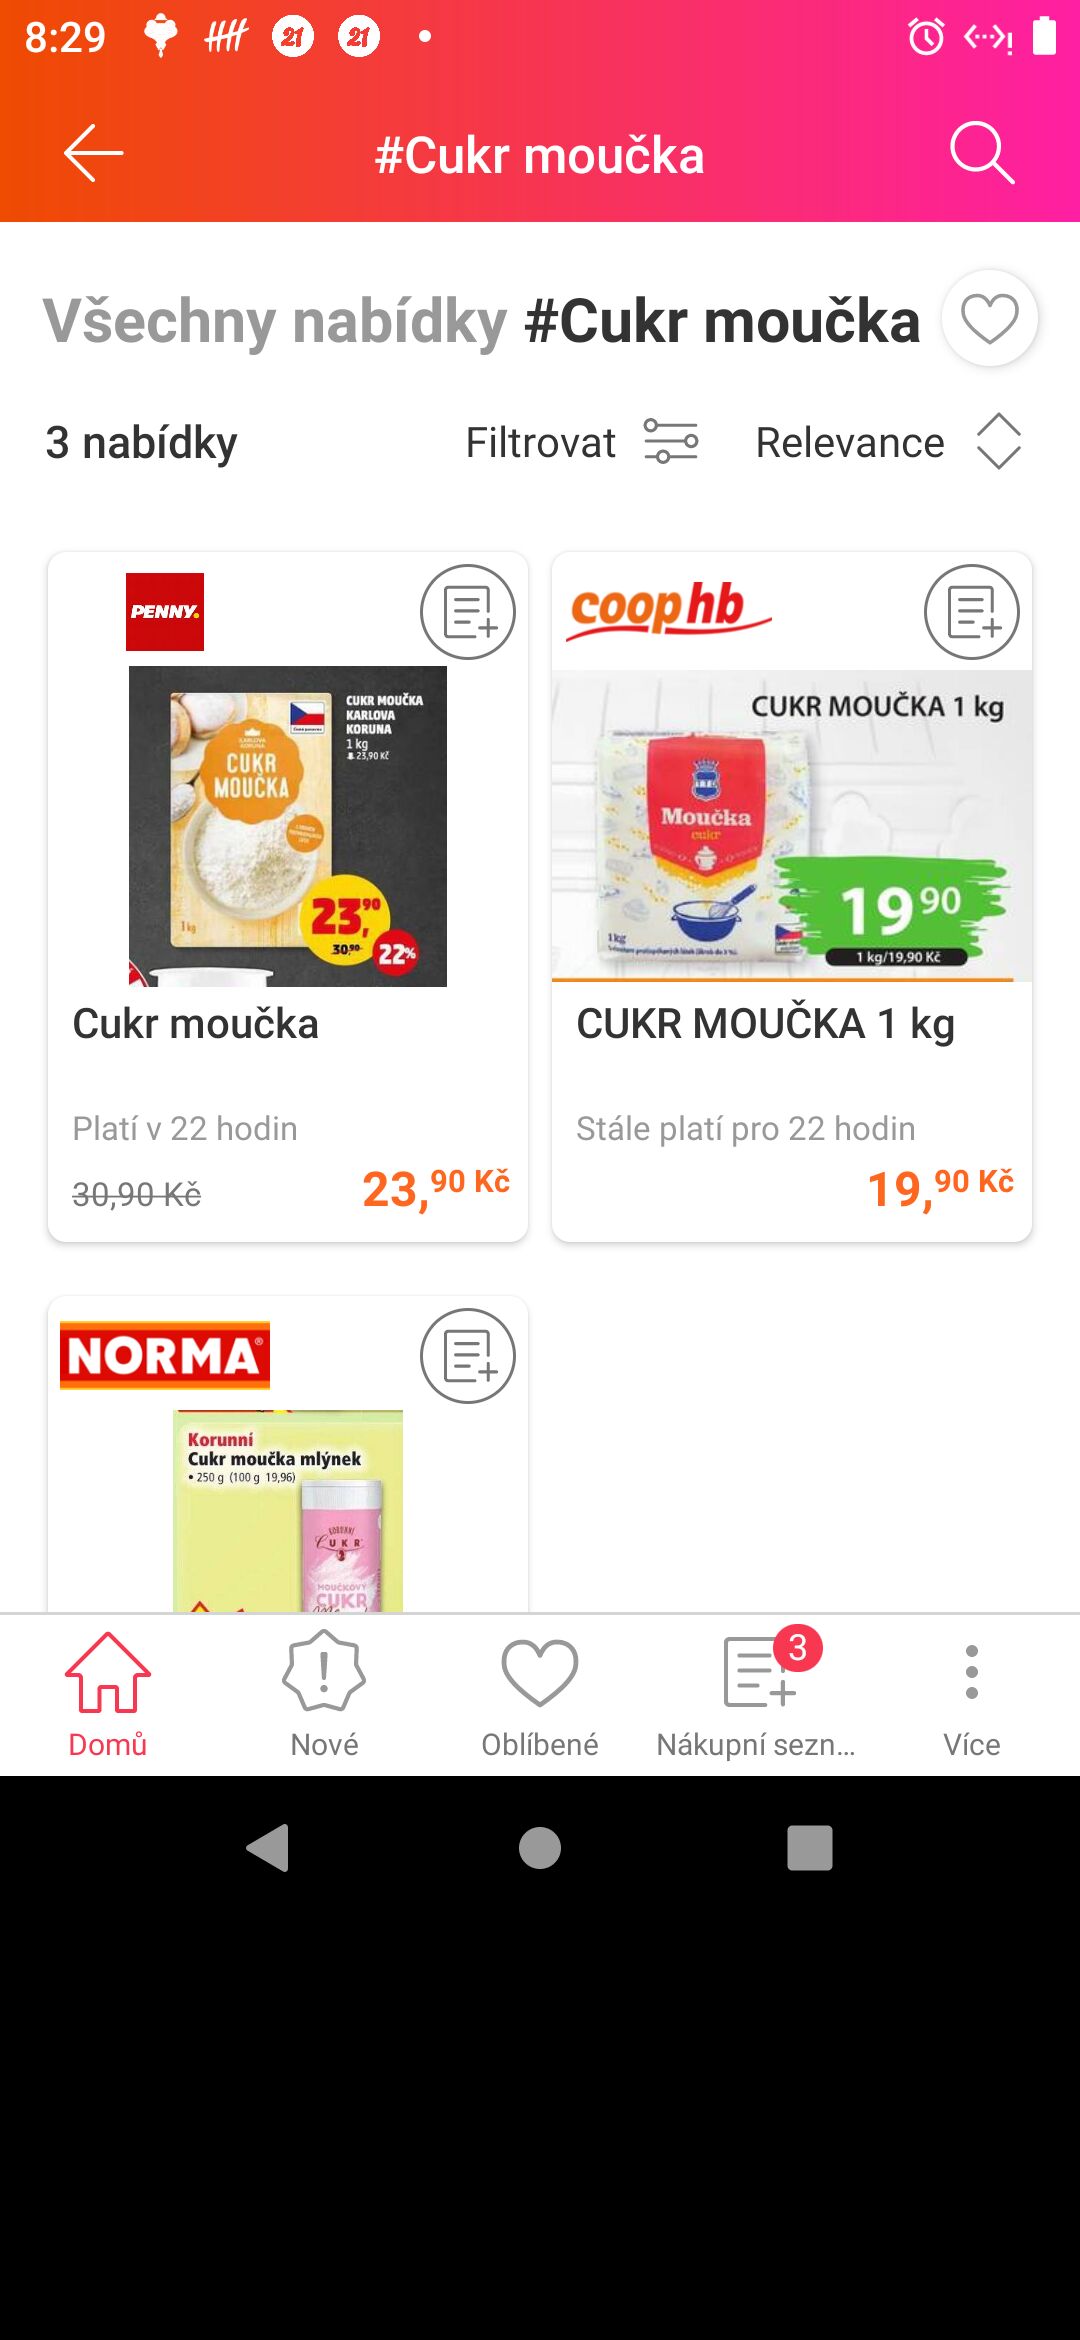 8:29
#Cukr moučka
Všechny nabídky #Cukr moučka
3 nabídky
Filtrovat
Relevance
PENNY.
CUKR MOUČKA
KARLOVA
KORUNA
1 kg
23,90 Kč
KARLOVA
KORUNA
CUKR
MOUČKA
1 kg
23,90
30,90
22%
Cukr moučka
Platí v 22 hodin
30,90 Kč
23,90 Kč
coop hb
CUKR MOUČKA 1 kg
Moučka
cukr
1kg
19 90
1 kg/19,90 Kč
CUKR MOUČKA 1 kg
Stále platí pro 22 hodin
19,90 Kč
NORMA®
Korunní
Cukr moučka mlýnek
• 250 g (100 g 19,96)
KORUNNÍ
CUKR
MOUČKOVÝ
CUKR
Domů
Nové
Oblíbené
3
Nákupní sezn...
Více